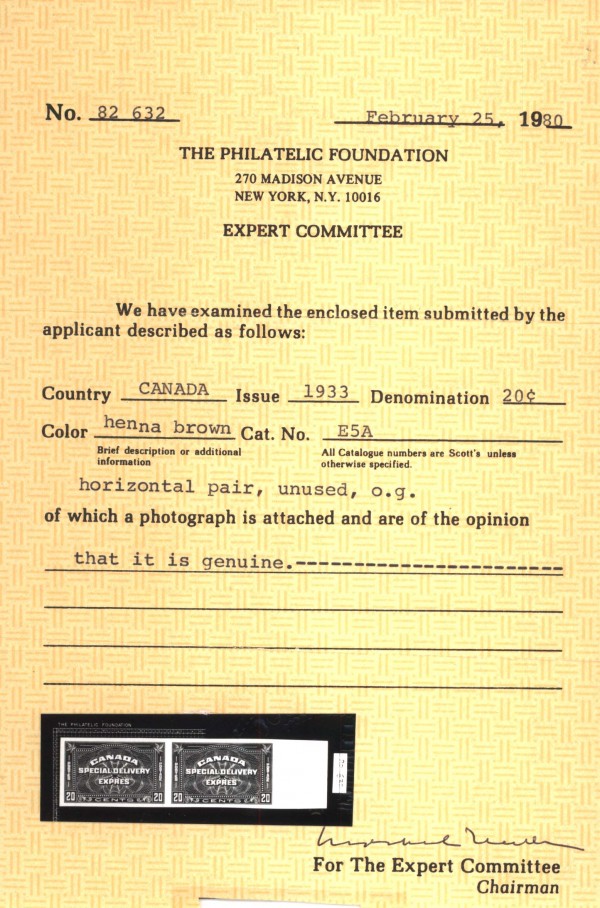 No. 82 632 February 25, 1980
THE PHILATELIC FOUNDATION
270 MADISON AVENUE
NEW YORK, N.Y. 10016
EXPERT COMMITTEE
We have examined the enclosed item submitted by the
applicant described as follows:
Country CANADA Issue 1933 Denomination 20¢
Color henna brown Cat. No. E5A
Brief description or additional information
All Catalogue numbers are Scott's unless otherwise specified.
horizontal pair, unused, o.g.
of which a photograph is attached and are of the opinion
that it is genuine.-----------------------
THE PHILATELIC FOUNDATION
CANADA CANADA
SPECIAL DELIVERY SPECIAL DELIVERY
EXPRES EXPRES
20 CENTS 20 20 CENTS 20
For The Expert Committee
Chairman